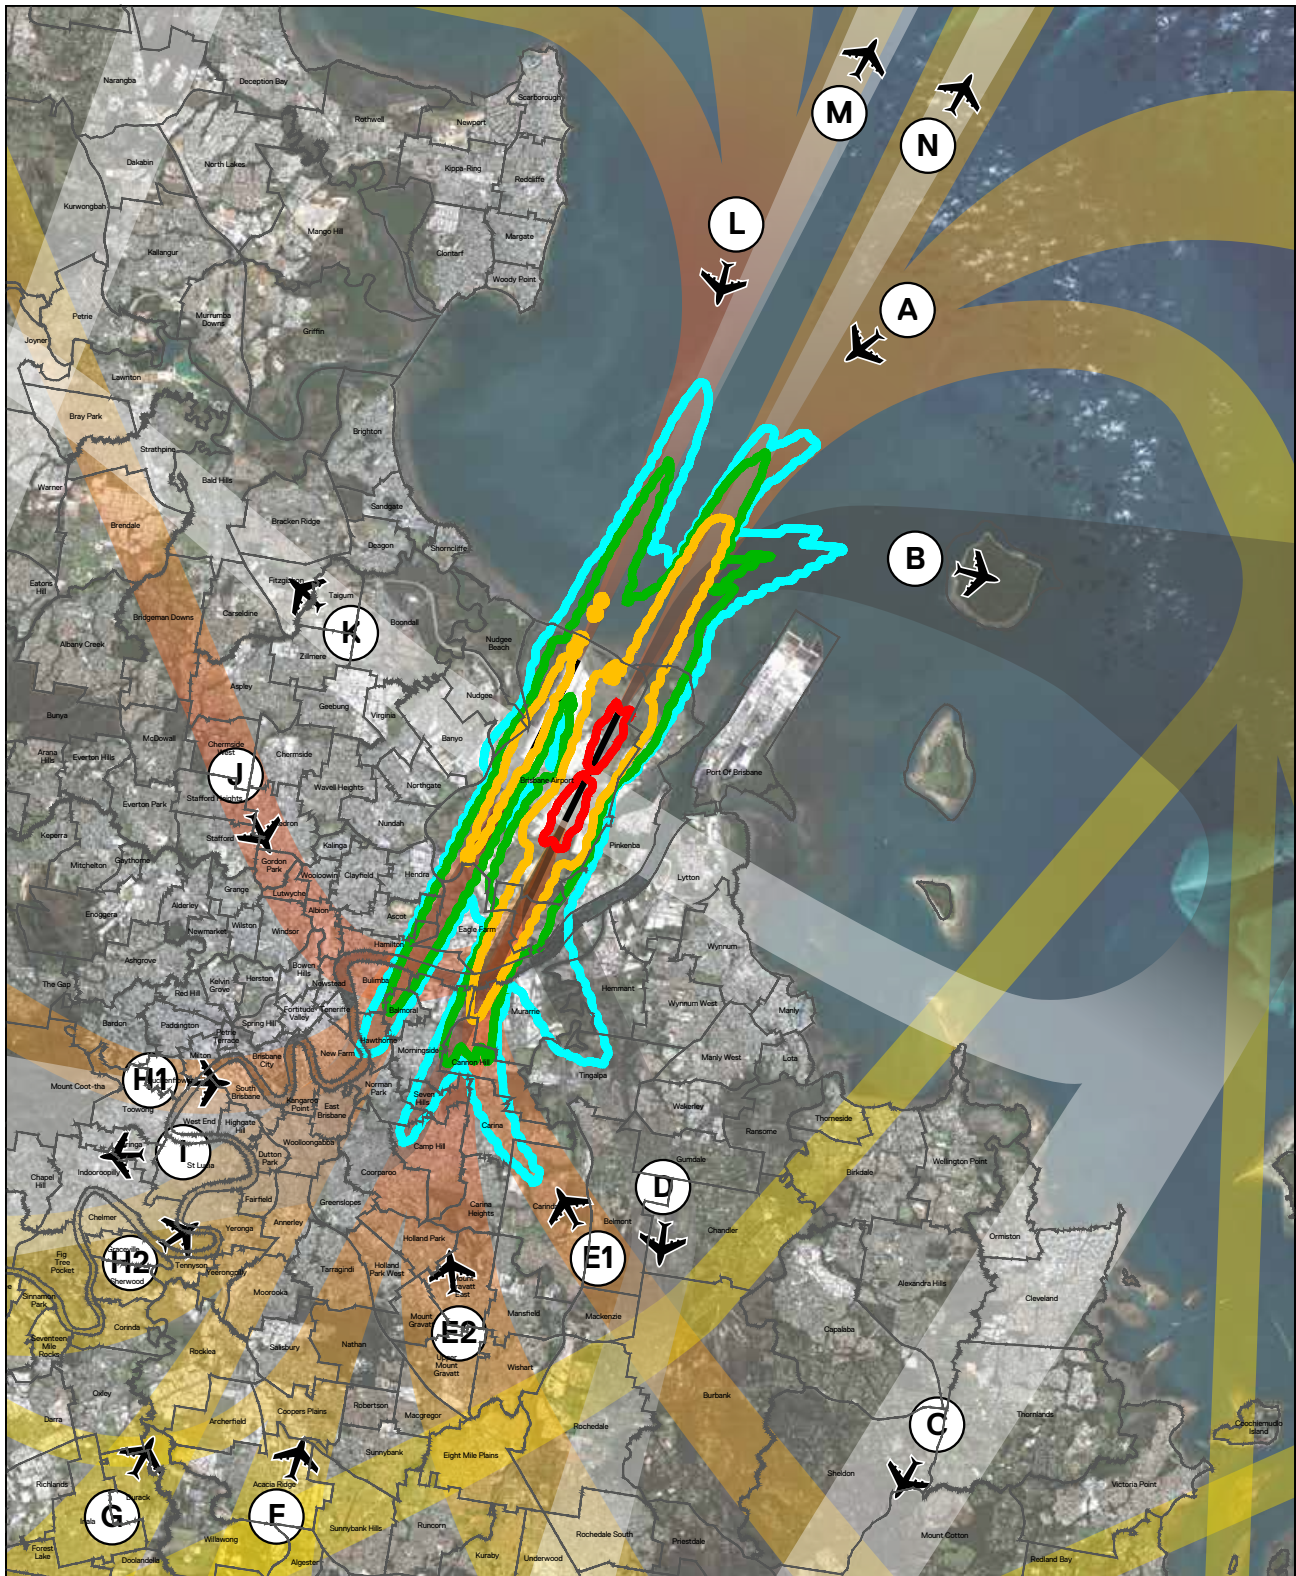 Narangba
Deception Bay
Scarborough
Rothwell
Newport
M
N
Dakabin
North Lakes
Kippa-Ring
Redcliffe
Kurwongbah
Mango Hill
Margate
L
Kallangur
Clontarf
Woody Point
Petrie
Murrumba
Downs
Griffin
A
Joyner
Lawnton
Bray Park
Brighton
Strathpine
Warner
Bald Hills
Sandgate
Brendale
Bracken Ridge
Deagon
Shorncliffe
B
Eatons
Hill
Taigum
Bridgeman Downs
Carseldine
Boondall
K
Albany Creek
Zillmere
Nudgee
Beach
Aspley
Nudgee
Geebung
Virginia
Bunya
McDowall
Banyo
Arana
Hills
Everton Hills
Chermside
West
Chermside
J
Port Of Brisbane
Brisbane Airport
Wavell Heights
Northgate
Everton Park
Stafford Heights
Keperra
Stafford
Nundah
Kalinga
Pinkenba
Mitchelton
Gaythorne
Gordon
Park
Wooloowin
Clayfield
Hendra
Lytton
Grange
Lutwyche
Enoggera
Alderley
Albion
Ascot
Newmarket
Wilston
Windsor
Eagle Farm
Hamilton
Wynnum
Ashgrove
Bowen
Hills
The Gap
Kelvin
Grove
Herston
Newstead
Bulimba
Hemmant
Red Hill
Wynnum West
Manly
Bardon
Paddington
Spring Hill
Fortitude
Valley
Teneriffe
Balmoral
Murarrie
Petrie
Terrace
Hawthorne
Milton
Brisbane
City
New Farm
Morningside
Cannon Hill
Manly West
Lota
H1
Mount Coot-tha
South
Brisbane
Norman
Park
Tingalpa
Toowong
Kangaroo
Point
East
Brisbane
Seven
Hills
Wakerley
Thorneside
West End
Highgate
Hill
Carina
Ransome
Woolloongabba
Camp Hill
I
Dutton
Park
St Lucia
Indooroopilly
Coorparoo
Gumdale
Wellington Point
Birkdale
Chapel
Hill
D
Fairfield
Greenslopes
Carina
Heights
Carindale
Chelmer
Annerley
Belmont
Chandler
Yeronga
Holland Park
Ormiston
Graceville
H2
Fig
Tree
Pocket
Tennyson
Yeerongpilly
Tarragindi
Holland
Park West
E1
Sherwood
Mount
Gravatt
East
Moorooka
Alexandra Hills
Cleveland
Sinnamon
Park
Mount
Gravatt
Mansfield
Mackenzie
Corinda
E2
Capalaba
Seventeen
Mile
Rocks
Rocklea
Salisbury
Nathan
Upper
Mount
Gravatt
Wishart
Oxley
Burbank
Darra
Archerfield
Coopers Plains
Robertson
Macgregor
Rochedale
C
Thornlands
Coochiemudlo
Island
Sunnybank
Eight Mile Plains
Sheldon
Richlands
Acacia Ridge
Victoria Point
Durack
G
Inala
F
Sunnybank Hills
Runcorn
Rochedale South
Mount Cotton
Willawong
Priestdale
Forest
Lake
Doolandella
Algester
Kuraby
Underwood
Redland Bay